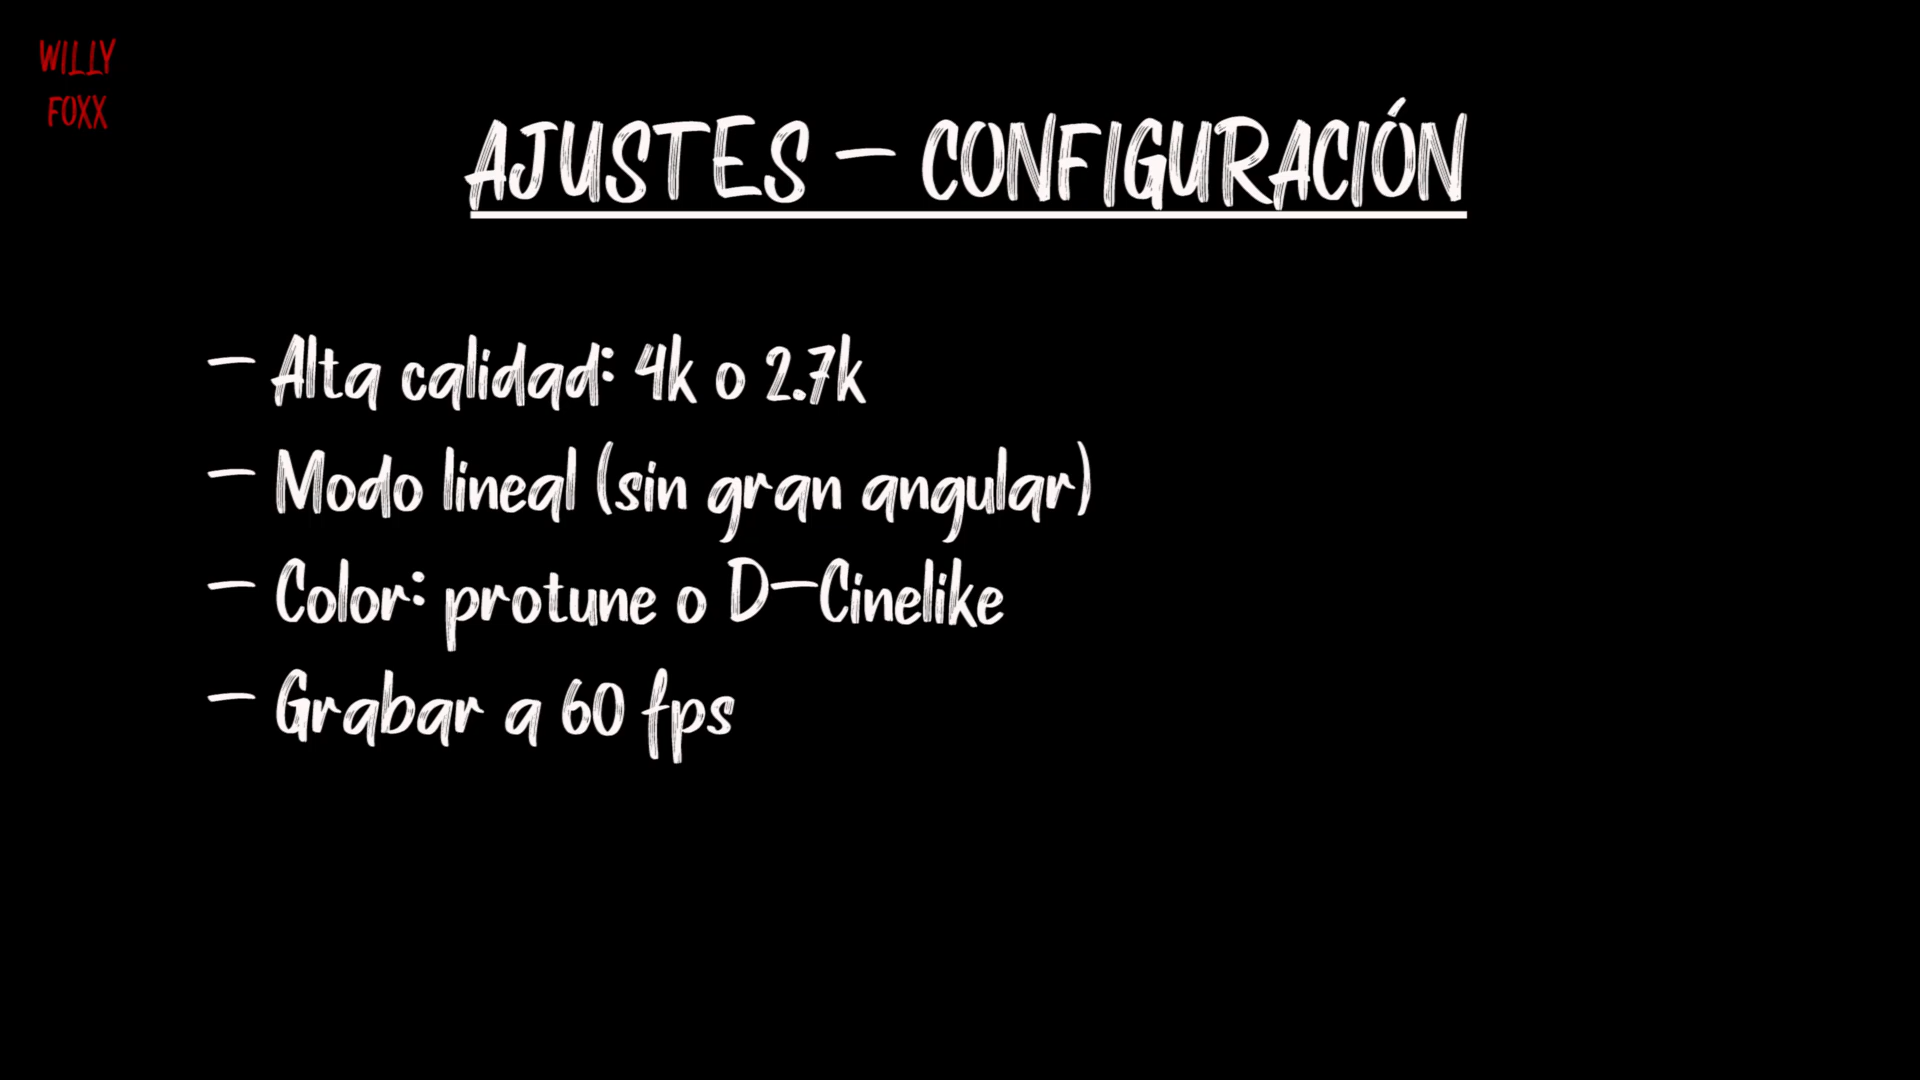 WILLY
FOXX
AJUSTES - CONFIGURACIÓN
- Alta calidad: 4k o 2.7k
- Modo lineal (sin gran angular)
- Color: protune o D-Cinelike
- Grabar a 60 fps